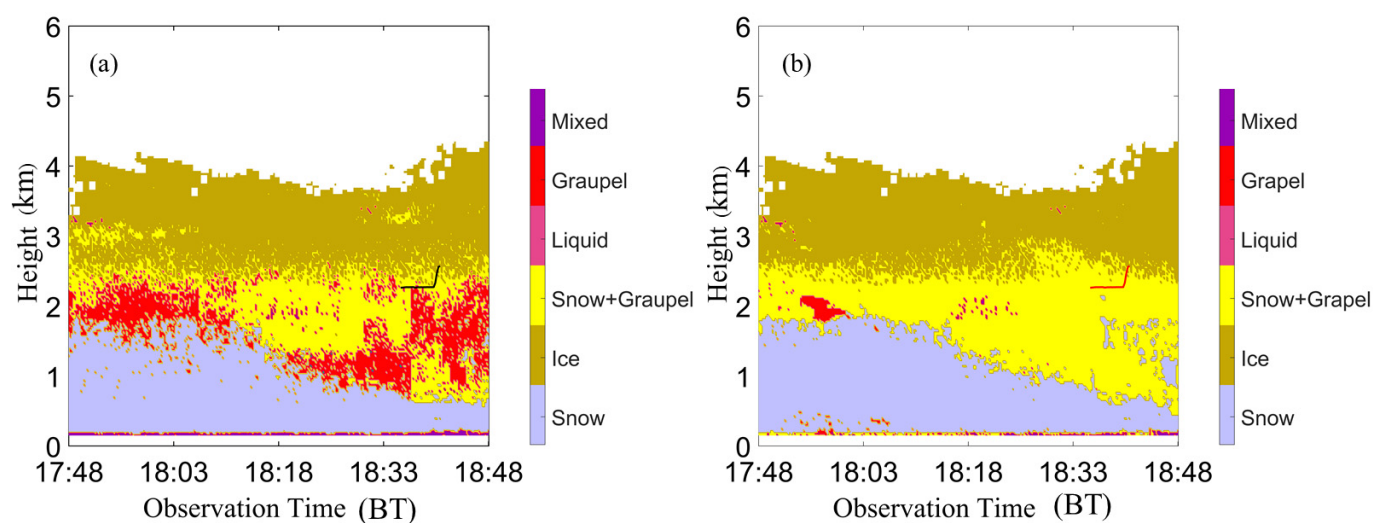 (a)
6
5
4
3
2
1
0
Height (km)
17:48 18:03 18:18 18:33 18:48
Observation Time (BT)
Mixed
Graupel
Liquid
Snow+Graupel
Ice
Snow
(b)
6
5
4
3
2
1
0
Height (km)
17:48 18:03 18:18 18:33 18:48
Observation Time (BT)
Mixed
Grapel
Liquid
Snow+Grapel
Ice
Snow